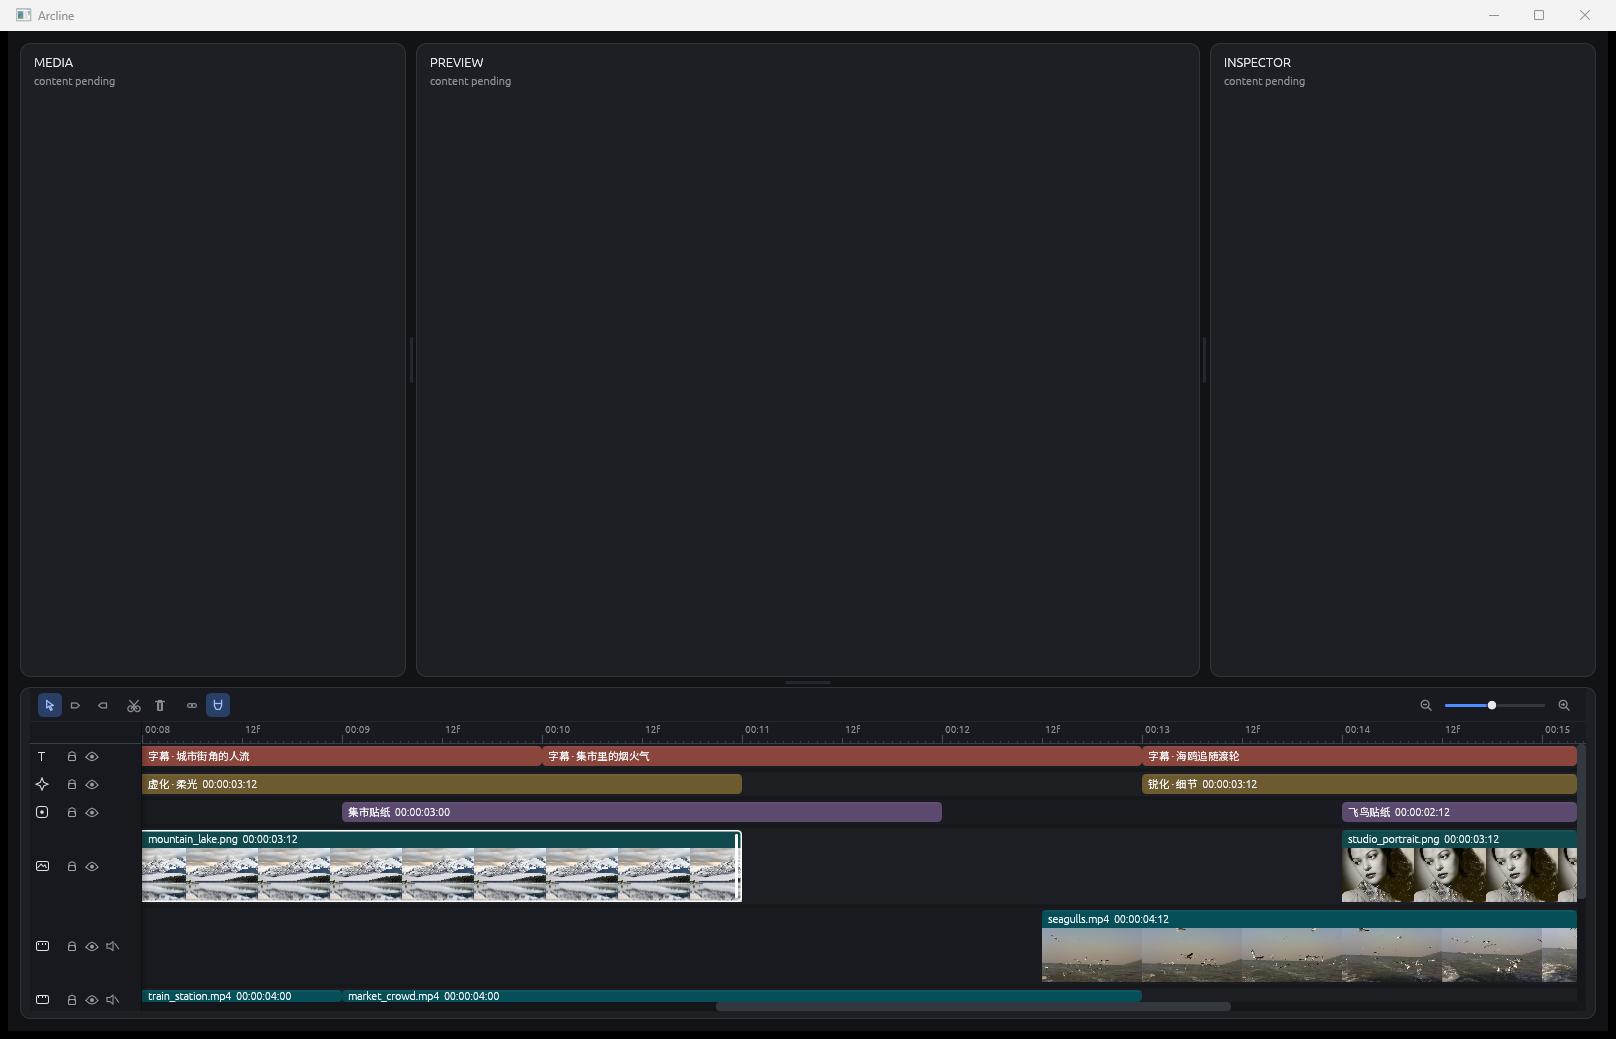 Arcline
MEDIA
content pending
PREVIEW
content pending
INSPECTOR
content pending
00:08 12f 00:09 12f 00:10 12f 00:11 12f 00:12 12f 00:13 12f 00:14 12f 00:15
T
字幕·城市街角的人流 字幕·集市里的烟火气 字幕·海鸥追随渡轮
虚化·柔光 00:00:03:12 锐化·细节 00:00:03:12
集市贴纸 00:00:03:00 飞鸟贴纸 00:00:02:12
mountain_lake.png 00:00:03:12 studio_portrait.png 00:00:03:12
seagulls.mp4 00:00:04:12
train_station.mp4 00:00:04:00 market_crowd.mp4 00:00:04:00